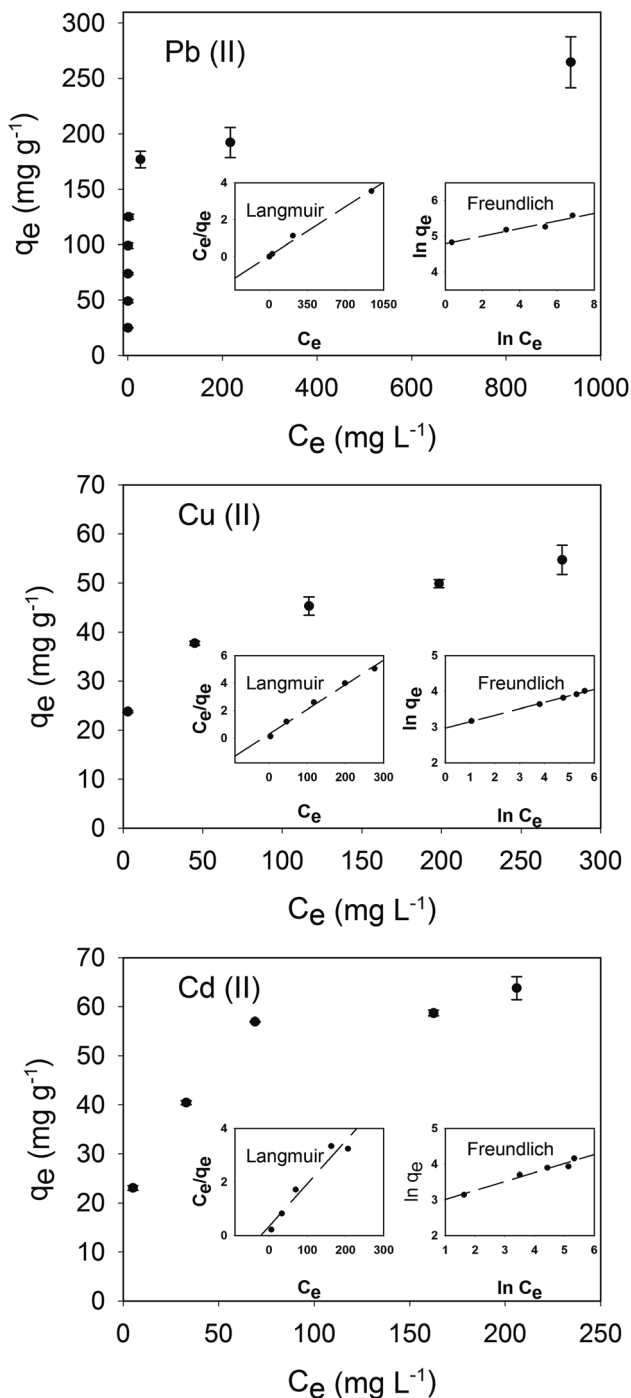 Pb (II)
300
250
200
150
100
50
0
qe (mg g-1)
Langmuir
4
2
0
Ce/qe
0 350 700 1050
Ce
Freundlich
6
5
4
ln qe
0 2 4 6 8
ln Ce
0 200 400 600 800 1000
Ce (mg L-1)
Cu (II)
70
60
50
40
30
20
10
0
qe (mg g-1)
Langmuir
6
4
2
0
Ce/qe
0 100 200 300
Ce
Freundlich
5
4
3
2
ln qe
0 1 2 3 4 5 6
ln Ce
0 50 100 150 200 250 300
Ce (mg L-1)
Cd (II)
70
60
50
40
30
20
10
0
qe (mg g-1)
Langmuir
4
2
0
Ce/qe
0 100 200 300
Ce
Freundlich
5
4
3
2
1
ln qe
1 2 3 4 5 6
ln Ce
0 50 100 150 200 250
Ce (mg L-1)